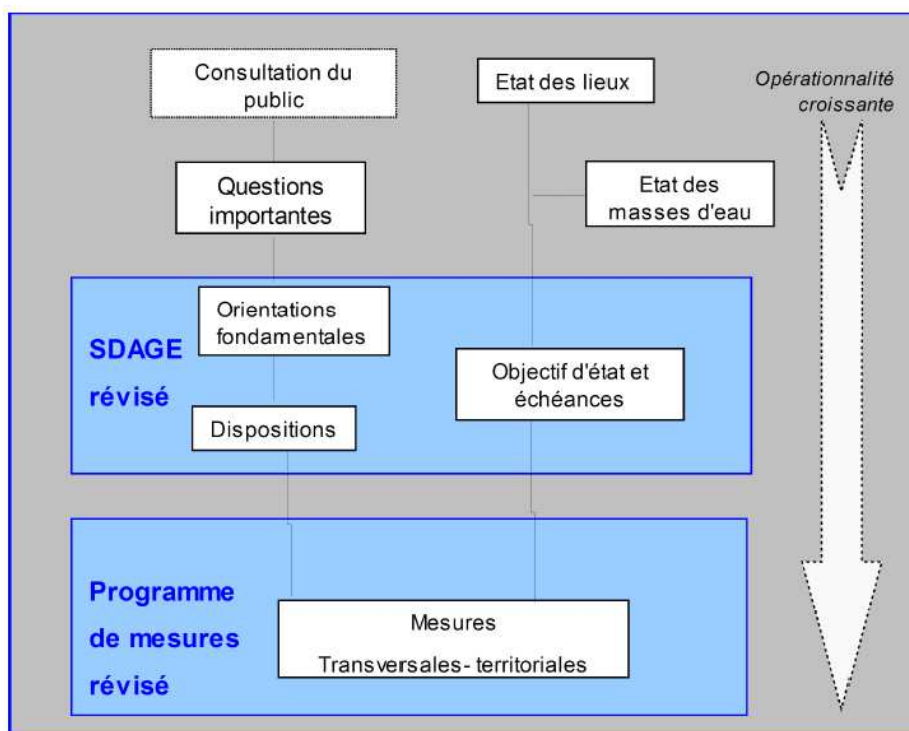 Consultation du
public
Etat des lieux
Opérationnalité
croissante
Questions
importantes
Etat des
masses d'eau
SDAGE
révisé
Orientations
fondamentales
Objectif d'état et
échéances
Dispositions
Programme
de mesures
révisé
Mesures
Transversales- territoriales